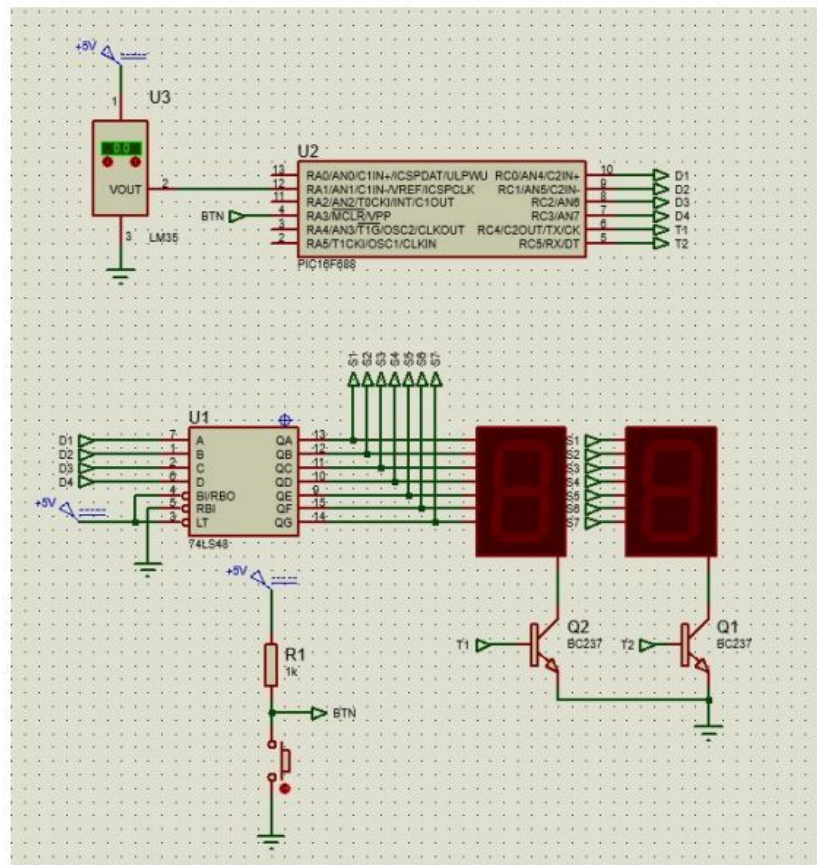 +5V
1
U3
0.0
VOUT
2
3
LM35
U2
13 RA0/AN0/C1IN+/ICSPDAT/ULPWU RC0/AN4/C2IN+ 10 D1
12 RA1/AN1/C1IN-/VREF/ICSPCLK RC1/AN5/C2IN- 9 D2
11 RA2/AN2/T0CKI/INT/C1OUT RC2/AN6 8 D3
BTN 4 RA3/MCLR/VPP RC3/AN7 7 D4
3 RA4/AN3/T1G/OSC2/CLKOUT RC4/C2OUT/TX/CK 6 T1
2 RA5/T1CKI/OSC1/CLKIN RC5/RX/DT 5 T2
PIC16F688
S1 S2 S3 S4 S5 S6 S7
U1
D1 7 A QA 13 S1
D2 1 B QB 12 S2
D3 2 C QC 11 S3
D4 6 D QD 10 S4
4 BI/RBO QE 9 S5
5 RBI QF 15 S6
+5V 3 LT QG 14 S7
74LS48
+5V
R1
1k
BTN
T1
Q2
BC237
T2
Q1
BC237